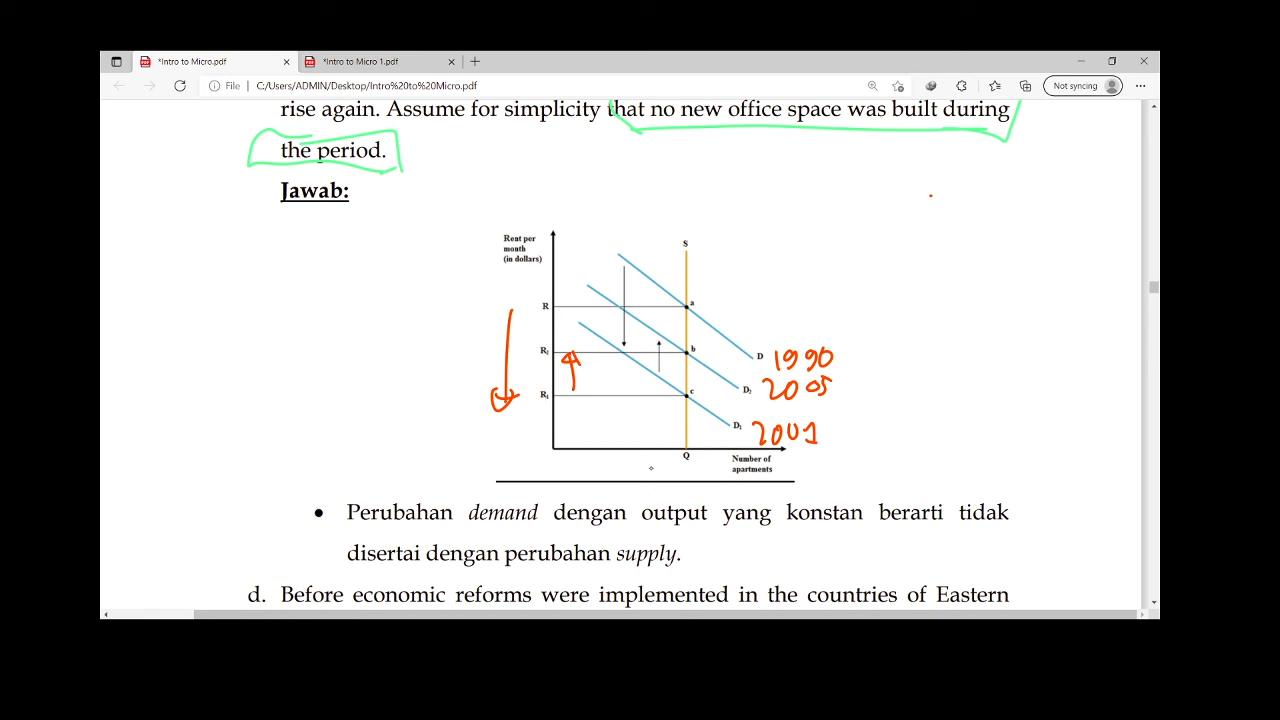 *Intro to Micro.pdf
*Intro to Micro 1.pdf
File
C:/Users/ADMIN/Desktop/Intro%20to%20Micro.pdf
Not syncing
rise again. Assume for simplicity that no new office space was built during
the period.
Jawab:
Rent per
month
(in dollars)
S
R
a
R₂
b
D 1990
D₂ 2005
R₁
c
D₁ 2001
Q
Number of
apartments
• Perubahan demand dengan output yang konstan berarti tidak
disertai dengan perubahan supply.
d. Before economic reforms were implemented in the countries of Eastern